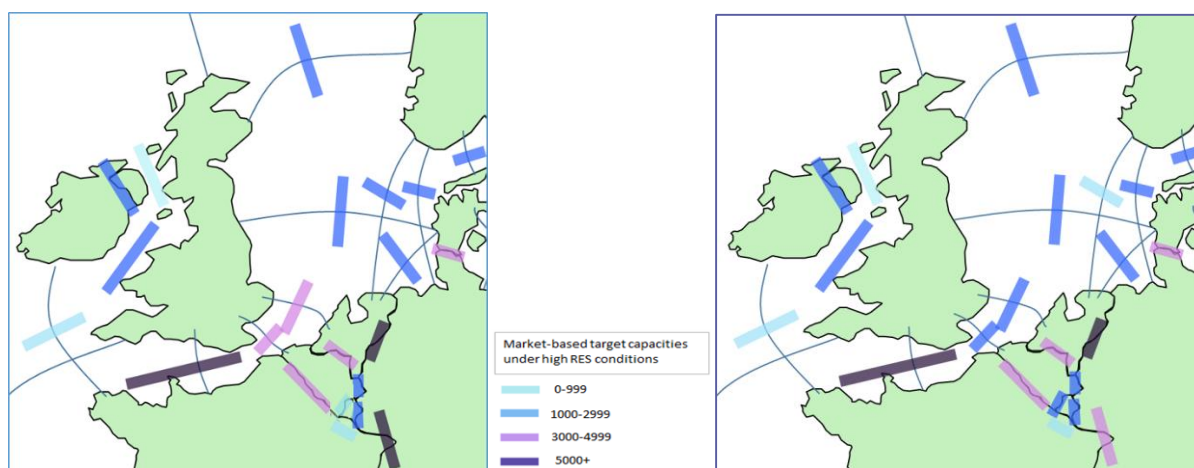 Market-based target capacities
under high RES conditions
0-999
1000-2999
3000-4999
5000+